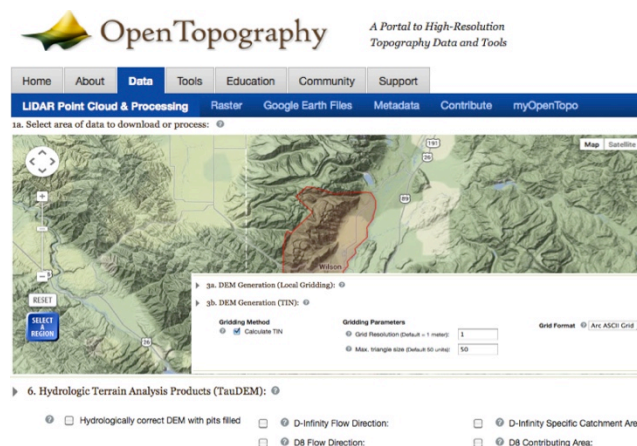 OpenTopography
A Portal to High-Resolution
Topography Data and Tools
Home About Data Tools Education Community Support
LiDAR Point Cloud & Processing Raster Google Earth Files Metadata Contribute myOpenTopo
1a. Select area of data to download or process:
191
Map Satellite
26
89
Wilson
RESET
SELECT
A
REGION
26
3a. DEM Generation (Local Gridding):
3b. DEM Generation (TIN):
Gridding Method Gridding Parameters Grid Format Arc ASCII Grid
Calculate TIN Grid Resolution (Default = 1 meter): 1
Max. triangle size (Default 50 units): 50
6. Hydrologic Terrain Analysis Products (TauDEM):
Hydrologically correct DEM with pits filled D-Infinity Flow Direction: D-Infinity Specific Catchment Are
D8 Flow Direction: D8 Contributing Area: